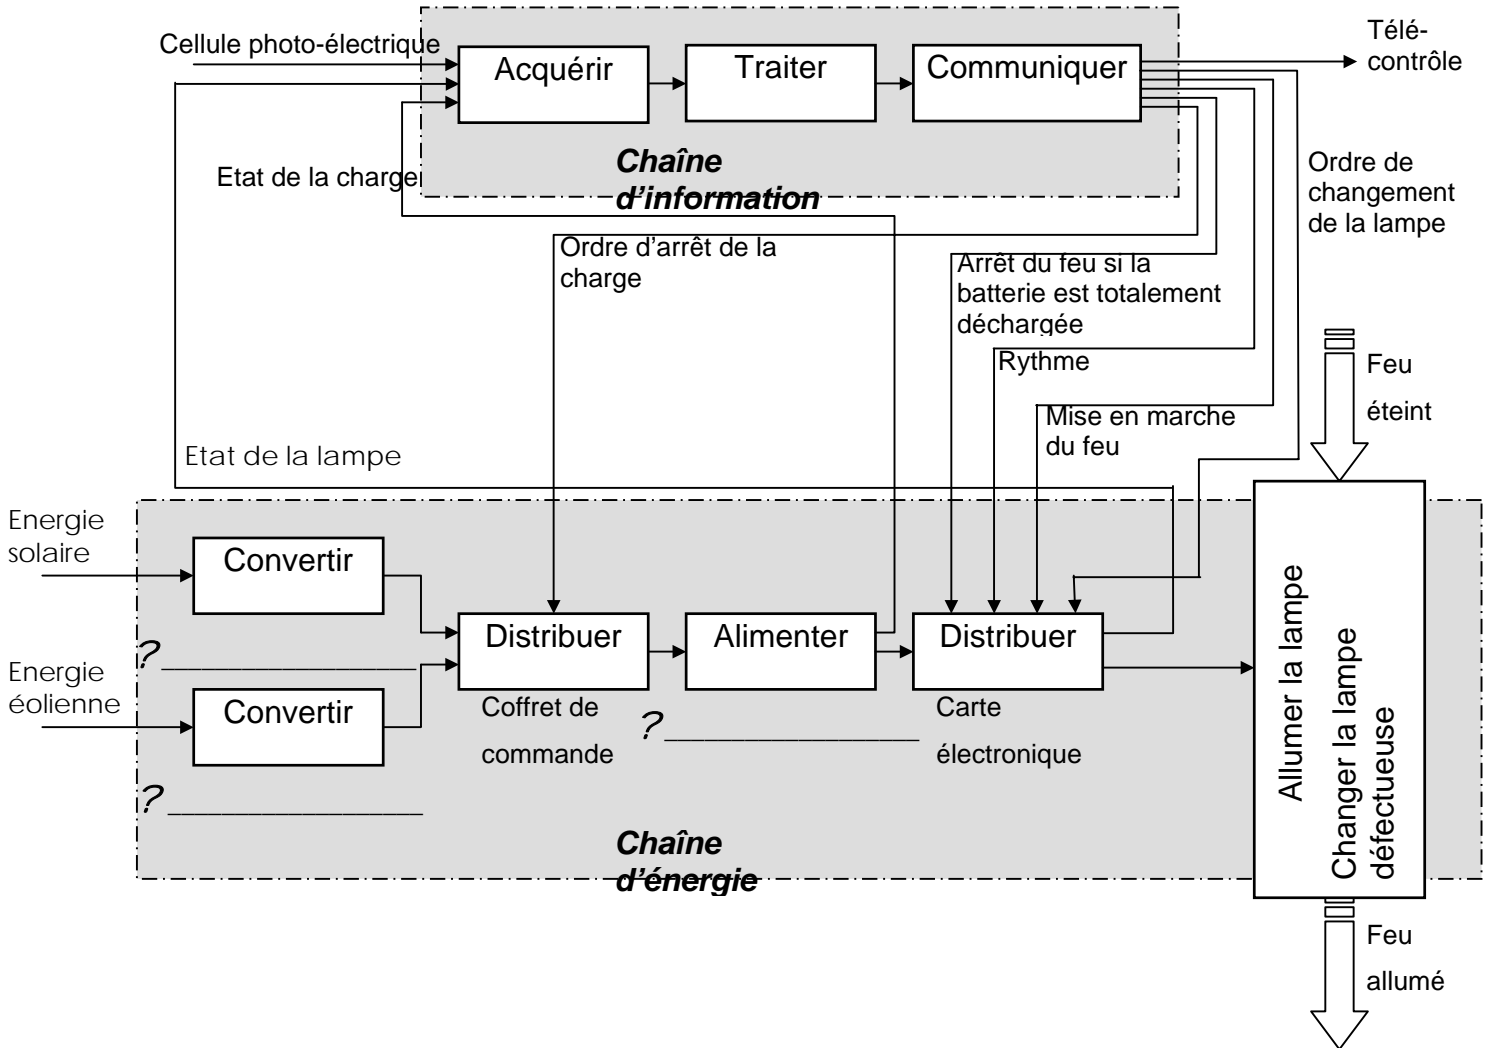 Cellule photo-électrique
Acquérir
Traiter
Communiquer
Télé-
contrôle
Chaîne
d'information
Etat de la charge
Ordre de
changement
de la lampe
Ordre d'arrêt de la
charge
Arrêt du feu si la
batterie est totalement
déchargée
Rythme
Mise en marche
du feu
Feu
éteint
Etat de la lampe
Energie
solaire
Convertir
? ___________________
Energie
éolienne
Convertir
? ___________________
Distribuer
Coffret de
commande
Alimenter
? ___________________
Distribuer
Carte
électronique
Allumer la lampe
Changer la lampe
défectueuse
Chaîne
d'énergie
Feu
allumé